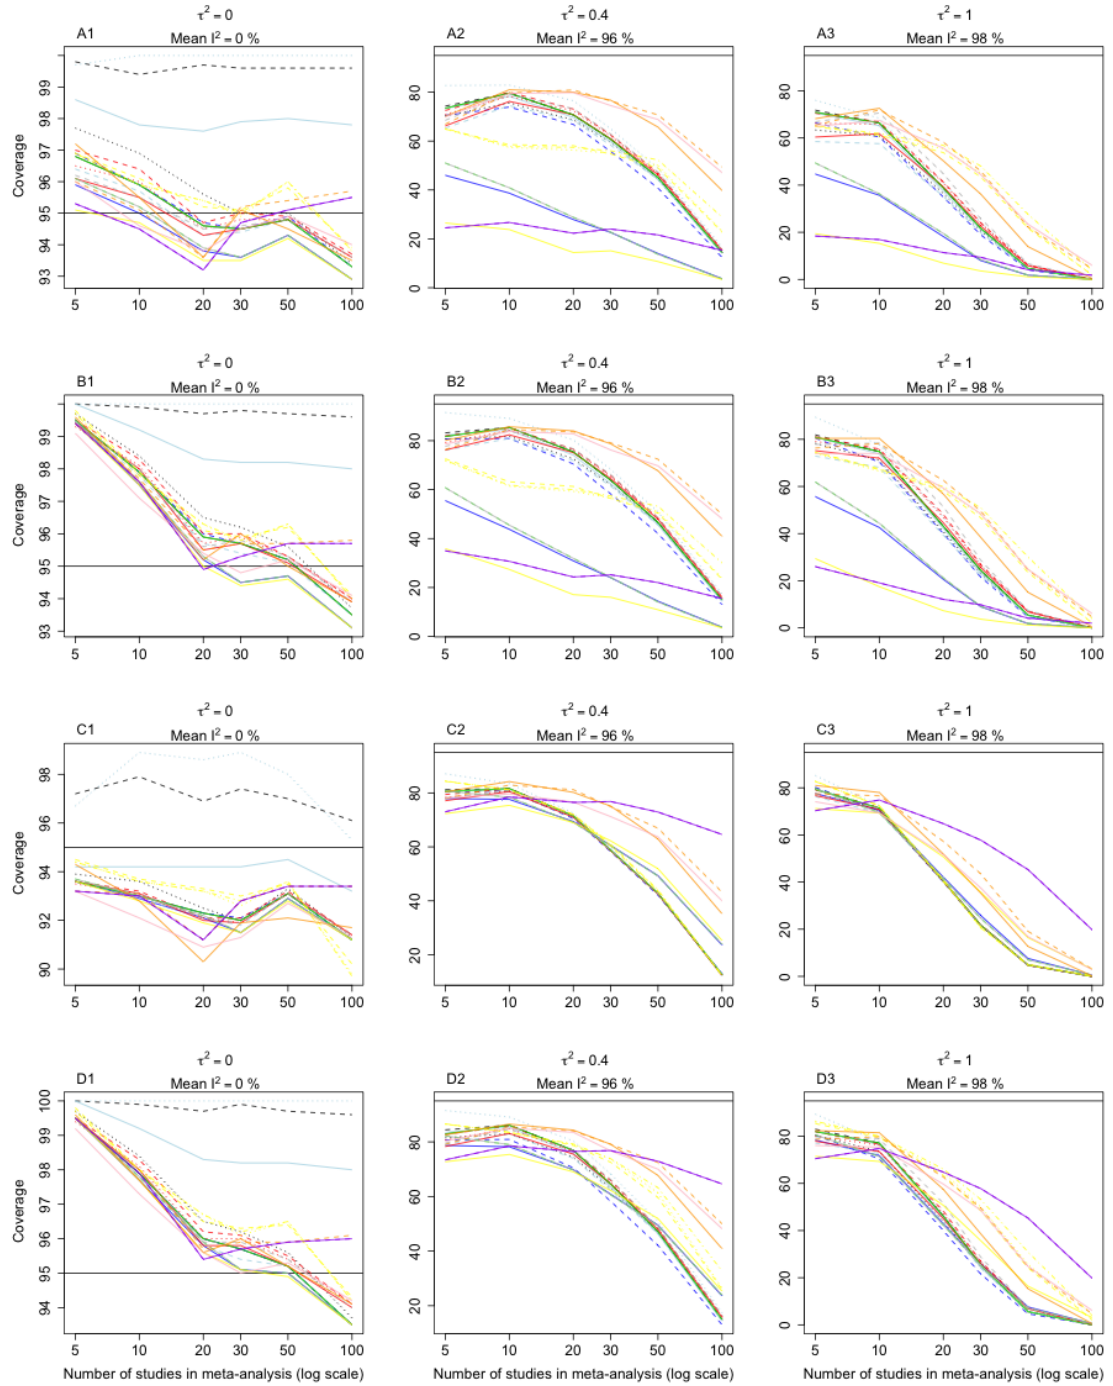 τ² = 0
A1 Mean I² = 0 %
Coverage
99
98
97
96
95
94
93
5 10 20 30 50 100
τ² = 0.4
A2 Mean I² = 96 %
80
60
40
20
0
5 10 20 30 50 100
τ² = 1
A3 Mean I² = 98 %
80
60
40
20
0
5 10 20 30 50 100
τ² = 0
B1 Mean I² = 0 %
Coverage
99
98
97
96
95
94
93
5 10 20 30 50 100
τ² = 0.4
B2 Mean I² = 96 %
80
60
40
20
0
5 10 20 30 50 100
τ² = 1
B3 Mean I² = 98 %
80
60
40
20
0
5 10 20 30 50 100
τ² = 0
C1 Mean I² = 0 %
Coverage
98
96
94
92
90
5 10 20 30 50 100
τ² = 0.4
C2 Mean I² = 96 %
80
60
40
20
5 10 20 30 50 100
τ² = 1
C3 Mean I² = 98 %
80
60
40
20
0
5 10 20 30 50 100
τ² = 0
D1 Mean I² = 0 %
Coverage
100
99
98
97
96
95
94
5 10 20 30 50 100
Number of studies in meta-analysis (log scale)
τ² = 0.4
D2 Mean I² = 96 %
80
60
40
20
5 10 20 30 50 100
Number of studies in meta-analysis (log scale)
τ² = 1
D3 Mean I² = 98 %
80
60
40
20
0
5 10 20 30 50 100
Number of studies in meta-analysis (log scale)